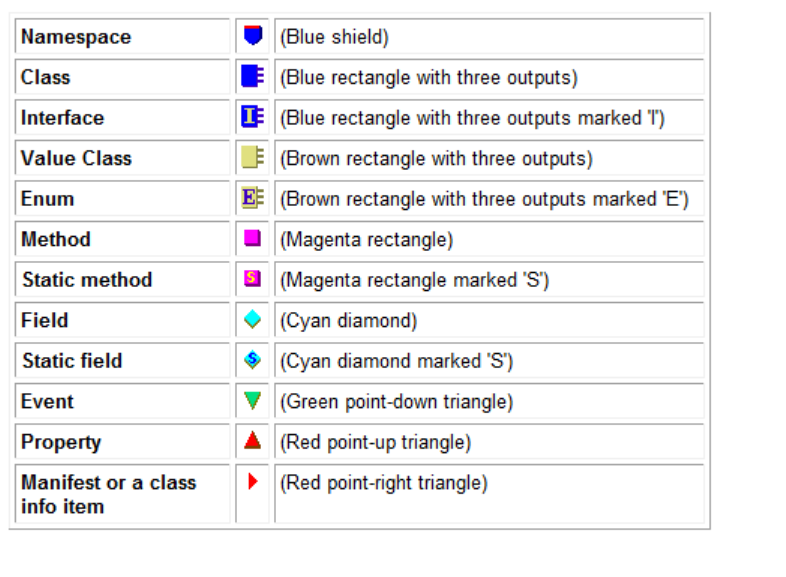 Namespace (Blue shield)
Class (Blue rectangle with three outputs)
Interface I (Blue rectangle with three outputs marked 'I')
Value Class (Brown rectangle with three outputs)
Enum E (Brown rectangle with three outputs marked 'E')
Method (Magenta rectangle)
Static method S (Magenta rectangle marked 'S')
Field (Cyan diamond)
Static field S (Cyan diamond marked 'S')
Event (Green point-down triangle)
Property (Red point-up triangle)
Manifest or a class (Red point-right triangle)
info item